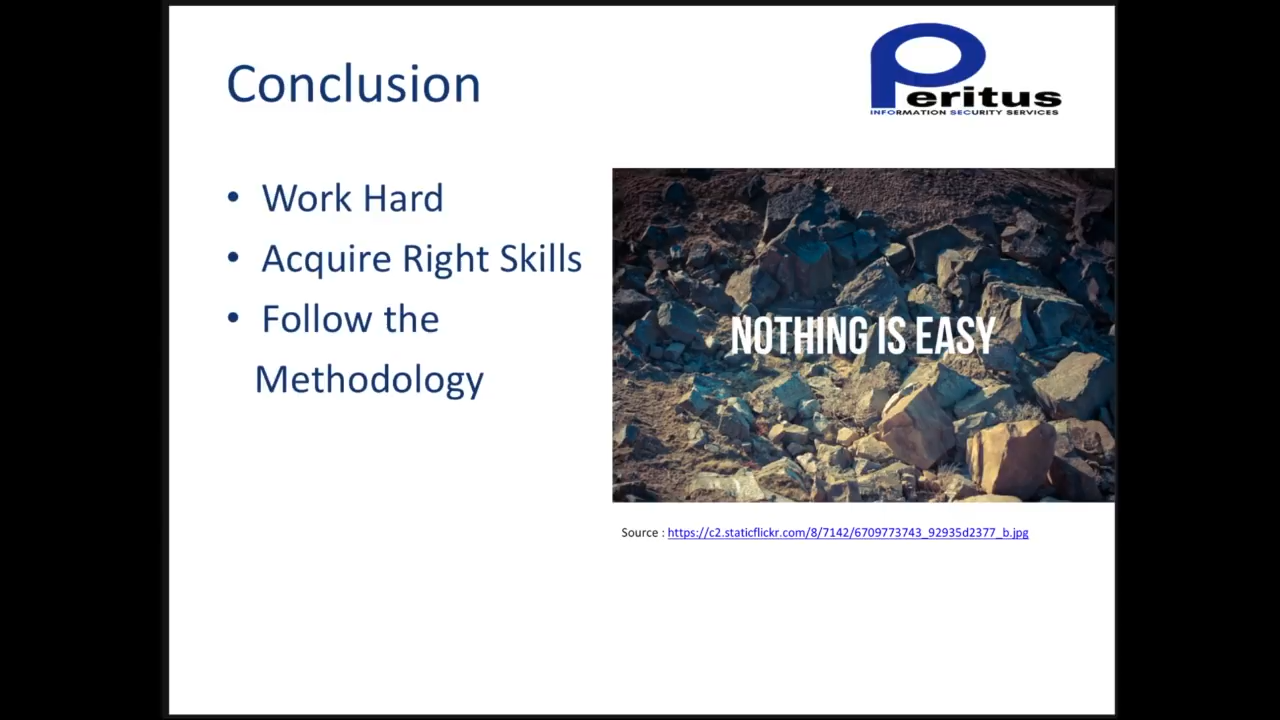 Conclusion
Peritus
INFORMATION SECURITY SERVICES
• Work Hard
• Acquire Right Skills
• Follow the
Methodology
NOTHING IS EASY
Source : https://c2.staticflickr.com/8/7142/6709773743_92935d2377_b.jpg